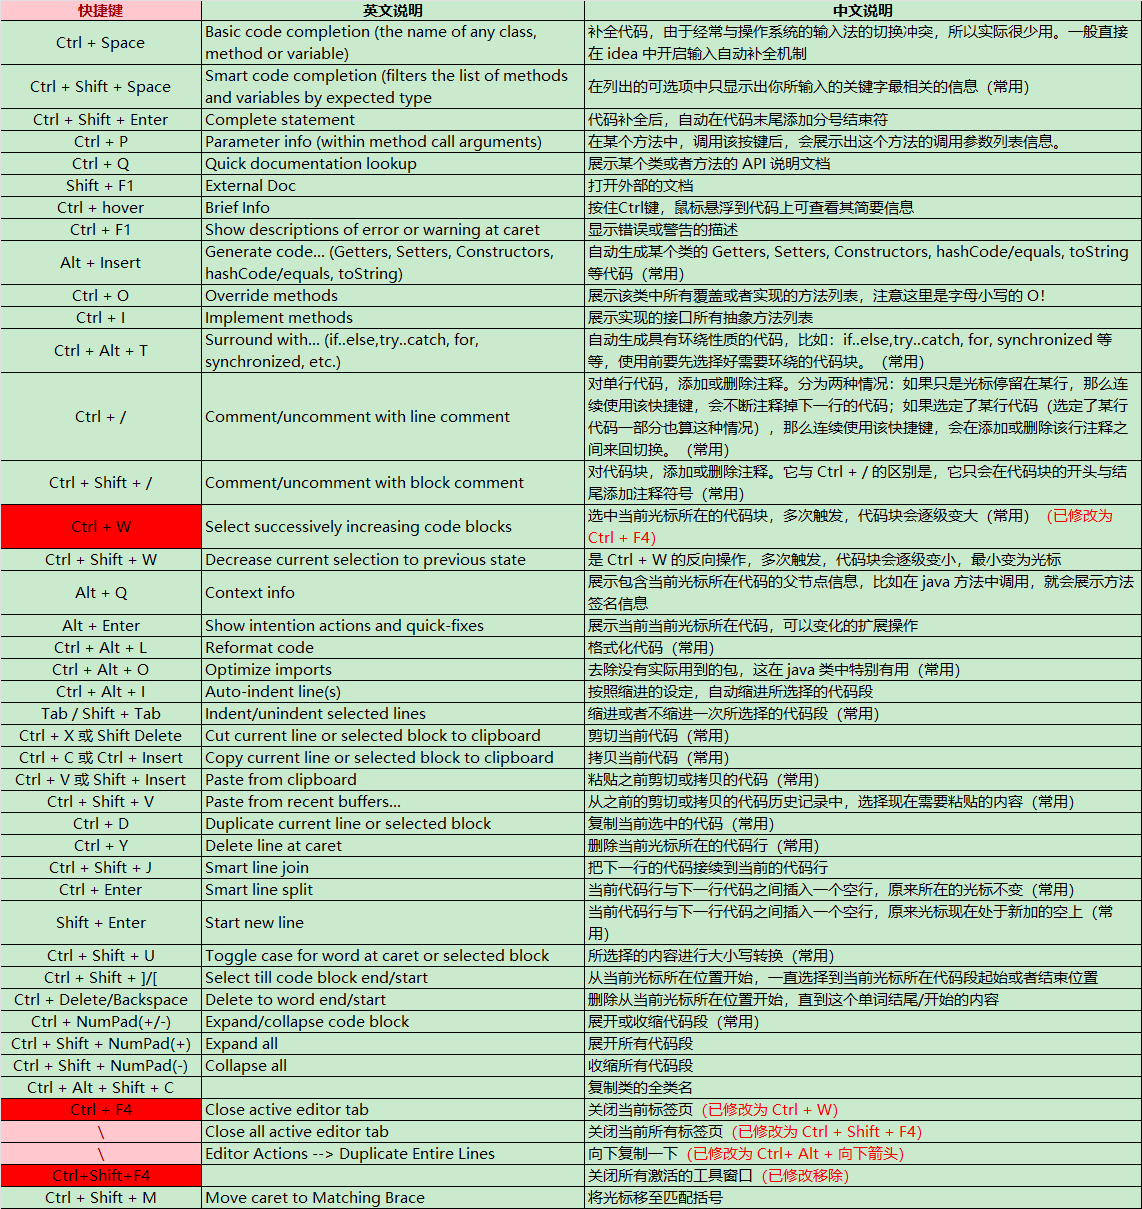 快捷键 英文说明 中文说明
Ctrl + Space Basic code completion (the name of any class, 补全代码，由于经常与操作系统的输入法的切换冲突，所以实际很少用。一般直接
method or variable) 在 idea 中开启输入自动补全机制
Ctrl + Shift + Space Smart code completion (filters the list of methods 在列出的可选项中只显示出你所输入的关键字最相关的信息（常用）
and variables by expected type
Ctrl + Shift + Enter Complete statement 代码补全后，自动在代码末尾添加分号结束符
Ctrl + P Parameter info (within method call arguments) 在某个方法中，调用该按键后，会展示出这个方法的调用参数列表信息。
Ctrl + Q Quick documentation lookup 展示某个类或者方法的 API 说明文档
Shift + F1 External Doc 打开外部的文档
Ctrl + hover Brief Info 按住Ctrl键，鼠标悬浮到代码上可查看其简要信息
Ctrl + F1 Show descriptions of error or warning at caret 显示错误或警告的描述
Alt + Insert Generate code... (Getters, Setters, Constructors, 自动生成某个类的 Getters, Setters, Constructors, hashCode/equals, toString
hashCode/equals, toString) 等代码（常用）
Ctrl + O Override methods 展示该类中所有覆盖或者实现的方法列表，注意这里是字母小写的 O！
Ctrl + I Implement methods 展示实现的接口所有抽象方法列表
Ctrl + Alt + T Surround with... (if..else,try..catch, for, 自动生成具有环绕性质的代码，比如：if..else,try..catch, for, synchronized 等
synchronized, etc.) 等，使用前要先选择好需要环绕的代码块。（常用）
Ctrl + / Comment/uncomment with line comment 对单行代码，添加或删除注释。分为两种情况：如果只是光标停留在某行，那么连
续使用该快捷键，会不断注释掉下一行的代码；如果选定了某行代码（选定了某行
代码一部分也算这种情况），那么连续使用该快捷键，会在添加或删除该行注释之
间来回切换。（常用）
Ctrl + Shift + / Comment/uncomment with block comment 对代码块，添加或删除注释。它与 Ctrl + / 的区别是，它只会在代码块的开头与结
尾添加注释符号（常用）
Ctrl + W Select successively increasing code blocks 选中当前光标所在的代码块，多次触发，代码块会逐级变大（常用）（已修改为
Ctrl + F4）
Ctrl + Shift + W Decrease current selection to previous state 是 Ctrl + W 的反向操作，多次触发，代码块会逐级变小，最小变为光标
Alt + Q Context info 展示包含当前光标所在代码的父节点信息，比如在 java 方法中调用，就会展示方法
签名信息
Alt + Enter Show intention actions and quick-fixes 展示当前当前光标所在代码，可以变化的扩展操作
Ctrl + Alt + L Reformat code 格式化代码（常用）
Ctrl + Alt + O Optimize imports 去除没有实际用到的包，这在 java 类中特别有用（常用）
Ctrl + Alt + I Auto-indent line(s) 按照缩进的设定，自动缩进所选择的代码段
Tab / Shift + Tab Indent/unindent selected lines 缩进或者不缩进一次所选择的代码段（常用）
Ctrl + X 或 Shift Delete Cut current line or selected block to clipboard 剪切当前代码（常用）
Ctrl + C 或 Ctrl + Insert Copy current line or selected block to clipboard 拷贝当前代码（常用）
Ctrl + V 或 Shift + Insert Paste from clipboard 粘贴之前剪切或拷贝的代码（常用）
Ctrl + Shift + V Paste from recent buffers... 从之前的剪切或拷贝的代码历史记录中，选择现在需要粘贴的内容（常用）
Ctrl + D Duplicate current line or selected block 复制当前选中的代码（常用）
Ctrl + Y Delete line at caret 删除当前光标所在的代码行（常用）
Ctrl + Shift + J Smart line join 把下一行的代码接续到当前的代码行
Ctrl + Enter Smart line split 当前代码行与下一行代码之间插入一个空行，原来所在的光标不变（常用）
Shift + Enter Start new line 当前代码行与下一行代码之间插入一个空行，原来光标现在处于新加的空上（常
用）
Ctrl + Shift + U Toggle case for word at caret or selected block 所选择的内容进行大小写转换（常用）
Ctrl + Shift + ]/[ Select till code block end/start 从当前光标所在位置开始，一直选择到当前光标所在代码段起始或者结束位置
Ctrl + Delete/Backspace Delete to word end/start 删除从当前光标所在位置开始，直到这个单词结尾/开始的内容
Ctrl + NumPad(+/-) Expand/collapse code block 展开或收缩代码段（常用）
Ctrl + Shift + NumPad(+) Expand all 展开所有代码段
Ctrl + Shift + NumPad(-) Collapse all 收缩所有代码段
Ctrl + Alt + Shift + C 复制类的全类名
Ctrl + F4 Close active editor tab 关闭当前标签页（已修改为 Ctrl + W）
\ Close all active editor tab 关闭当前所有标签页（已修改为 Ctrl + Shift + F4）
\ Editor Actions --> Duplicate Entire Lines 向下复制一下（已修改为 Ctrl+ Alt + 向下箭头）
Ctrl+Shift+F4 关闭所有激活的工具窗口（已修改移除）
Ctrl + Shift + M Move caret to Matching Brace 将光标移至匹配括号